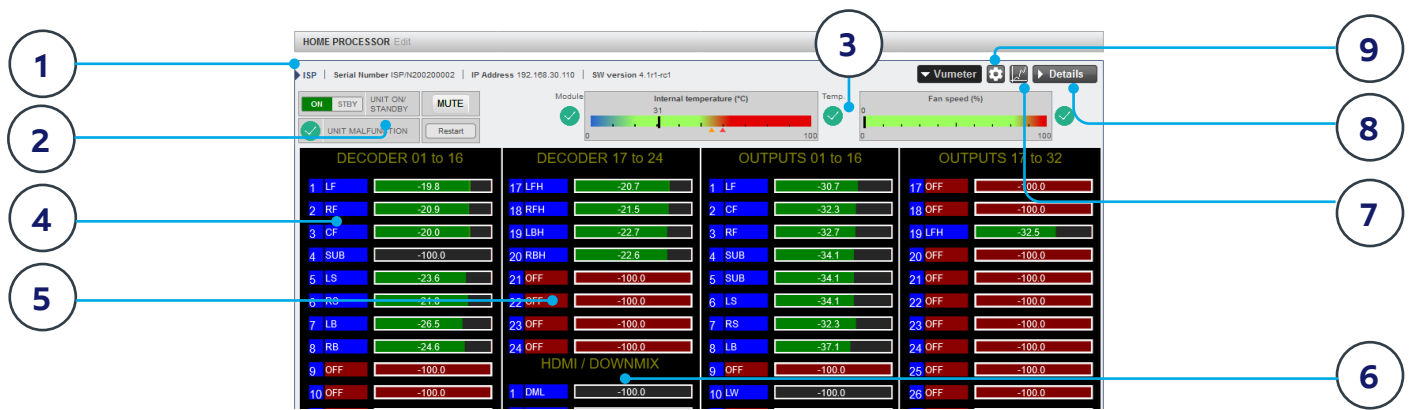 HOME PROCESSOR Edit
1
2
3
4
5
6
7
8
9
ISP | Serial Number ISP/N200200002 | IP Address 192.168.30.110 | SW version 4.1r1-rc1
Vumeter Details
ON STBY UNIT ON/ STANDBY MUTE
UNIT MALFUNCTION Restart
Module Internal temperature (°C) Temp. Fan speed (%)
31 0
0 100 0 100
DECODER 01 to 16 DECODER 17 to 24 OUTPUTS 01 to 16 OUTPUTS 17 to 32
1 LF -19.8 17 LFH -20.7 1 LF -30.7 17 OFF -100.0
2 RF -20.9 18 RFH -21.5 2 CF -32.3 18 OFF -100.0
3 CF -20.0 19 LBH -22.7 3 RF -32.7 19 LFH -32.5
4 SUB -100.0 20 RBH -22.6 4 SUB -34.1 20 OFF -100.0
5 LS -23.6 21 OFF -100.0 5 SUB -34.1 21 OFF -100.0
6 RS -21.8 22 OFF -100.0 6 LS -34.1 22 OFF -100.0
7 LB -26.5 23 OFF -100.0 7 RS -32.3 23 OFF -100.0
8 RB -24.6 24 OFF -100.0 8 LB -37.1 24 OFF -100.0
HDMI / DOWNMIX
9 OFF -100.0 9 OFF -100.0 25 OFF -100.0
10 OFF -100.0 1 DML -100.0 10 LW -100.0 26 OFF -100.0